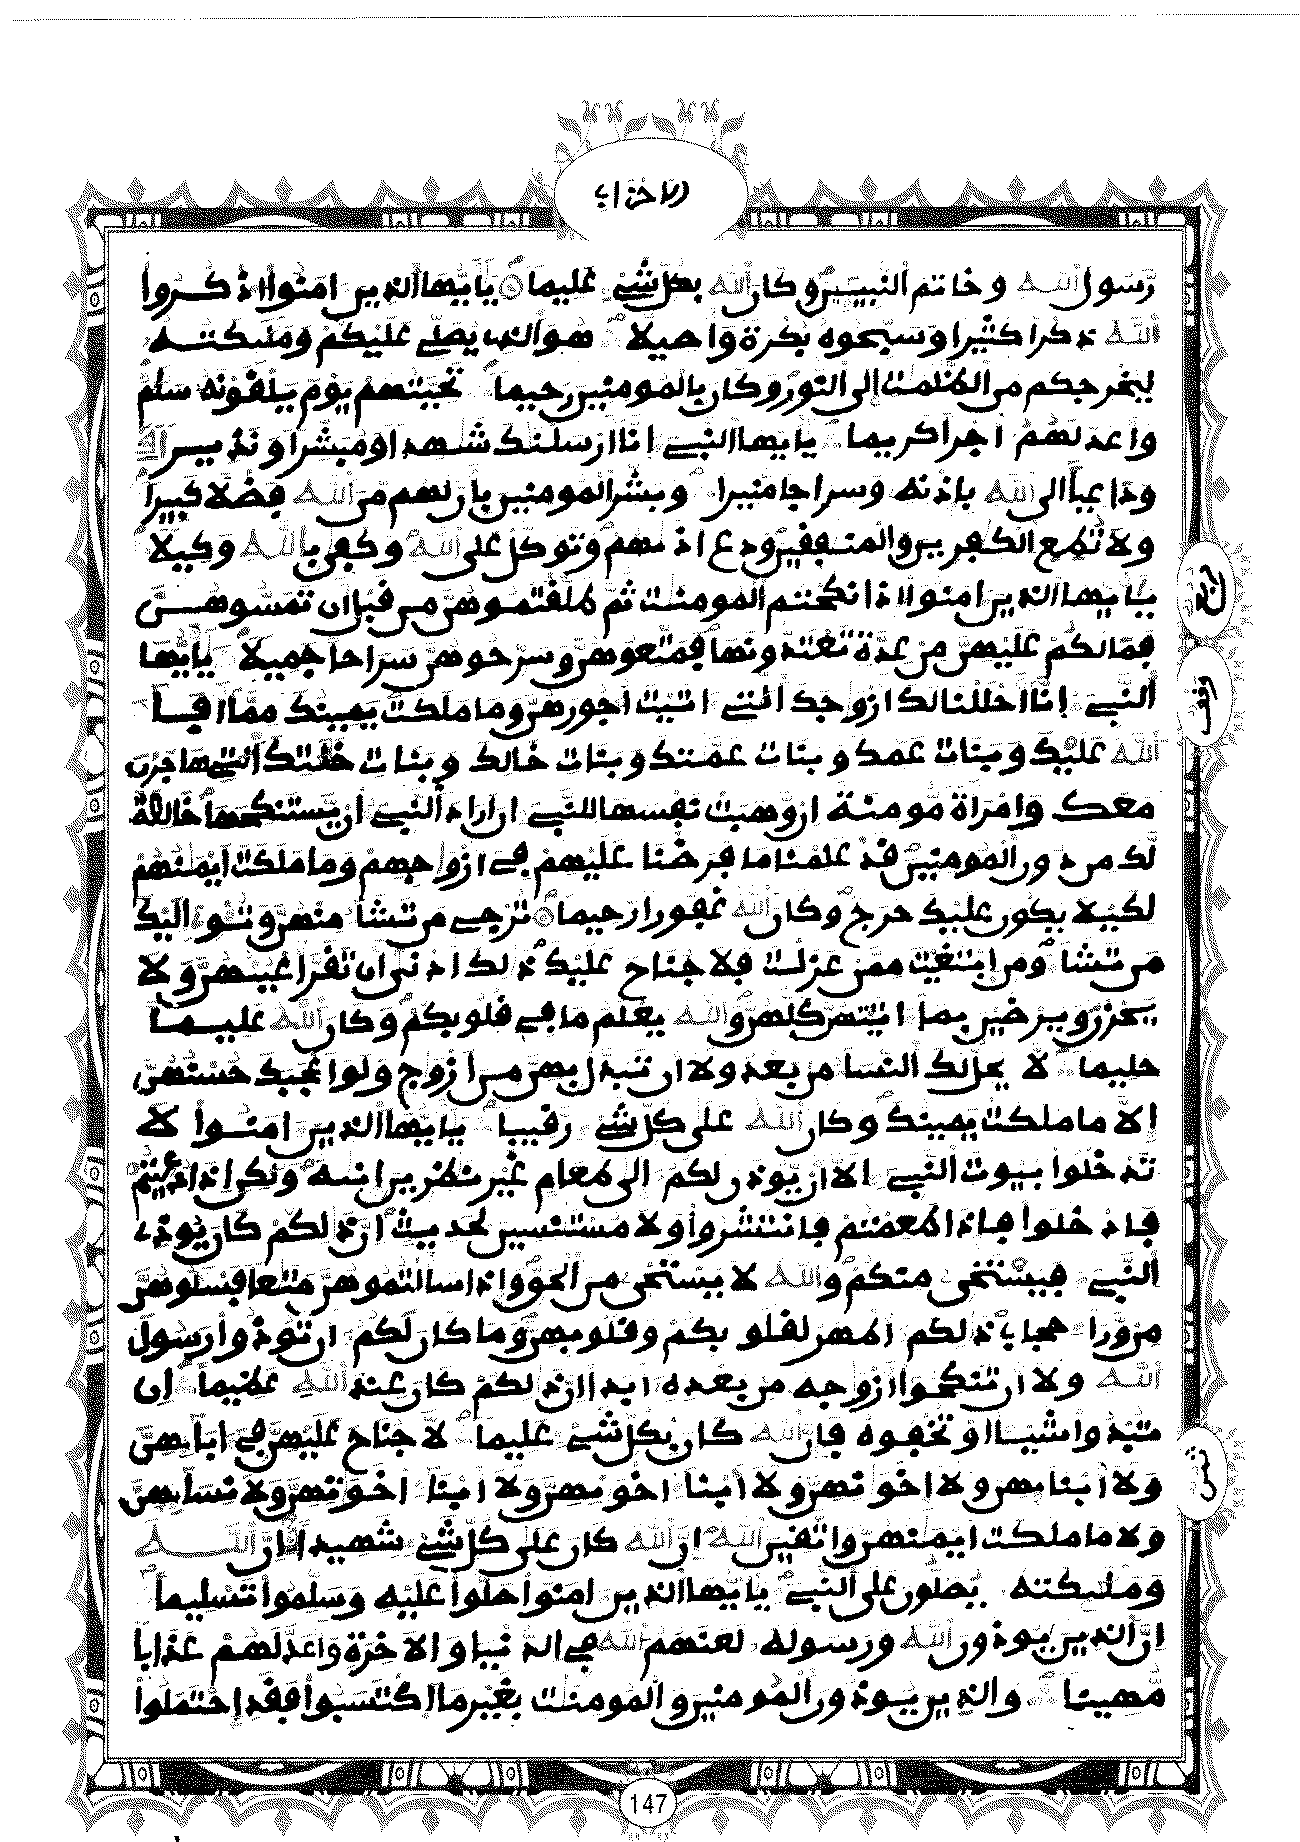 الاحزاب
رسول الله وخاتم النبيين وكان الله بكل شيء عليما يايها الذين امنوا اذكروا
الله ذكرا كثيرا وسبحوه بكرة واصيلا هو الذي يصلي عليكم ومليكته
ليخرجكم من الظلمت الى النور وكان بالمومنين رحيما تحيتهم يوم يلقونه سلم
واعد لهم اجرا كريما يايها النبي انا ارسلنك شهدا ومبشرا ونذيرا
وداعيا الى الله باذنه وسراجا منيرا وبشر المومنين بان لهم من الله فضلا كبيرا
ولا تطع الكفرين والمنفقين ودع اذيهم وتوكل على الله وكفى بالله وكيلا
يايها الذين امنوا اذا نكحتم المومنت ثم طلقتموهن من قبل ان تمسوهن
فما لكم عليهن من عدة تعتدونها فمتعوهن وسرحوهن سراحا جميلا يايها
النبي انا احللنا لك ازوجك التي اتيت اجورهن وما ملكت يمينك مما افا
الله عليك وبنات عمك وبنات عمتك وبنات خالك وبنات خلتك التي هاجرن
معك وامراة مومنة ان وهبت نفسها للنبي ان اراد النبي ان يستنكحها خالصة
لك من دون المومنين قد علمنا ما فرضنا عليهم في ازوجهم وما ملكت ايمنهم
لكيلا يكون عليك حرج وكان الله غفورا رحيما ترجي من تشا منهن وتوي اليك
من تشا ومن ابتغيت ممن عزلت فلا جناح عليك ذلك ادنى ان تقر اعينهن ولا
يحزن ويرضين بما اتيتهن كلهن والله يعلم ما في قلوبكم وكان الله عليما
حليما لا يحل لك النسا من بعد ولا ان تبدل بهن من ازوج ولو اعجبك حسنهن
الا ما ملكت يمينك وكان الله على كل شيء رقيبا يايها الذين امنوا لا
تدخلوا بيوت النبي الا ان يوذن لكم الى طعام غير نظرين انيه ولكن اذا دعيتم
فادخلوا فاذا طعمتم فانتشروا ولا مستنسين لحديث ان ذلكم كان يوذي
النبي فيستحي منكم والله لا يستحي من الحق واذا سالتموهن متعا فسلوهن
من ورا حجاب ذلكم اطهر لقلوبكم وقلوبهن وما كان لكم ان توذوا رسول
الله ولا ان تنكحوا ازوجه من بعده ابدا ان ذلكم كان عند الله عظيما ان
تبدوا شيا او تخفوه فان الله كان بكل شيء عليما لا جناح عليهن في ابايهن
ولا ابنايهن ولا اخونهن ولا ابنا اخونهن ولا ابنا اخوتهن ولا نسايهن
ولا ما ملكت ايمنهن واتقين الله ان الله كان على كل شيء شهيدا ان الله
ومليكته يصلون على النبي يايها الذين امنوا صلوا عليه وسلموا تسليما
ان الذين يوذون الله ورسوله لعنهم الله في الدنيا والاخرة واعد لهم عذابا
مهينا والذين يوذون المومنين والمومنت بغير ما اكتسبوا فقد احتملوا
ربع
وقف
ثمن
147